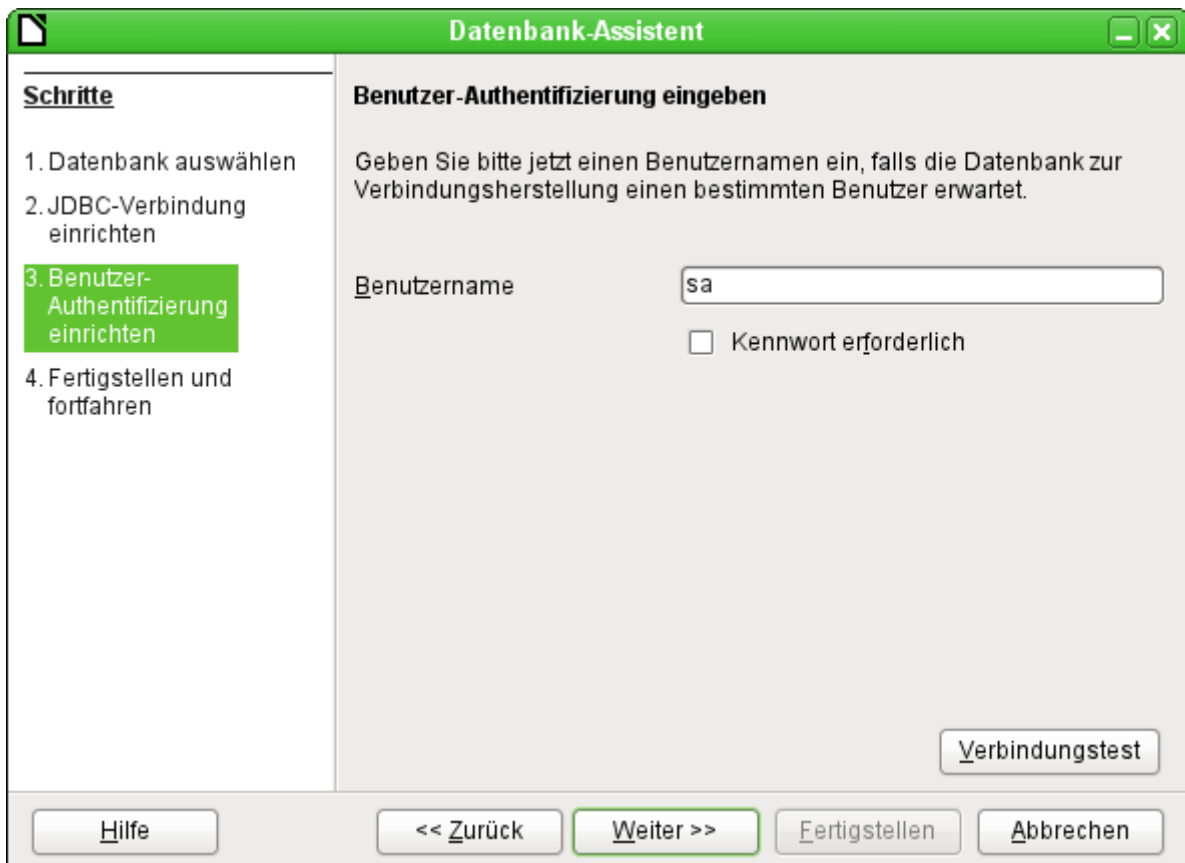 Datenbank-Assistent
Schritte
1. Datenbank auswählen
2. JDBC-Verbindung
einrichten
3. Benutzer-
Authentifizierung
einrichten
4. Fertigstellen und
fortfahren
Benutzer-Authentifizierung eingeben
Geben Sie bitte jetzt einen Benutzernamen ein, falls die Datenbank zur
Verbindungsherstellung einen bestimmten Benutzer erwartet.
Benutzername
sa
Kennwort erforderlich
Verbindungstest
Hilfe
<< Zurück
Weiter >>
Fertigstellen
Abbrechen